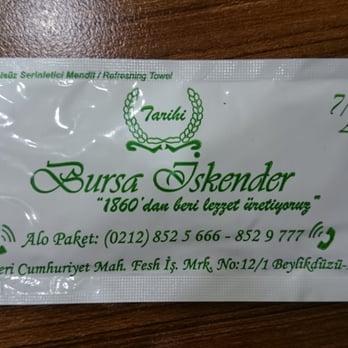 Serinletici Mendil / Refreshing Towel
Tarihi
7/
Bursa İskender
"1860'dan beri lezzet üretiyoruz"
Alo Paket: (0212) 852 5 666 - 852 9 777
Cumhuriyet Mah. Fesh İş. Mrk. No:12/1 Beylikdüzü-